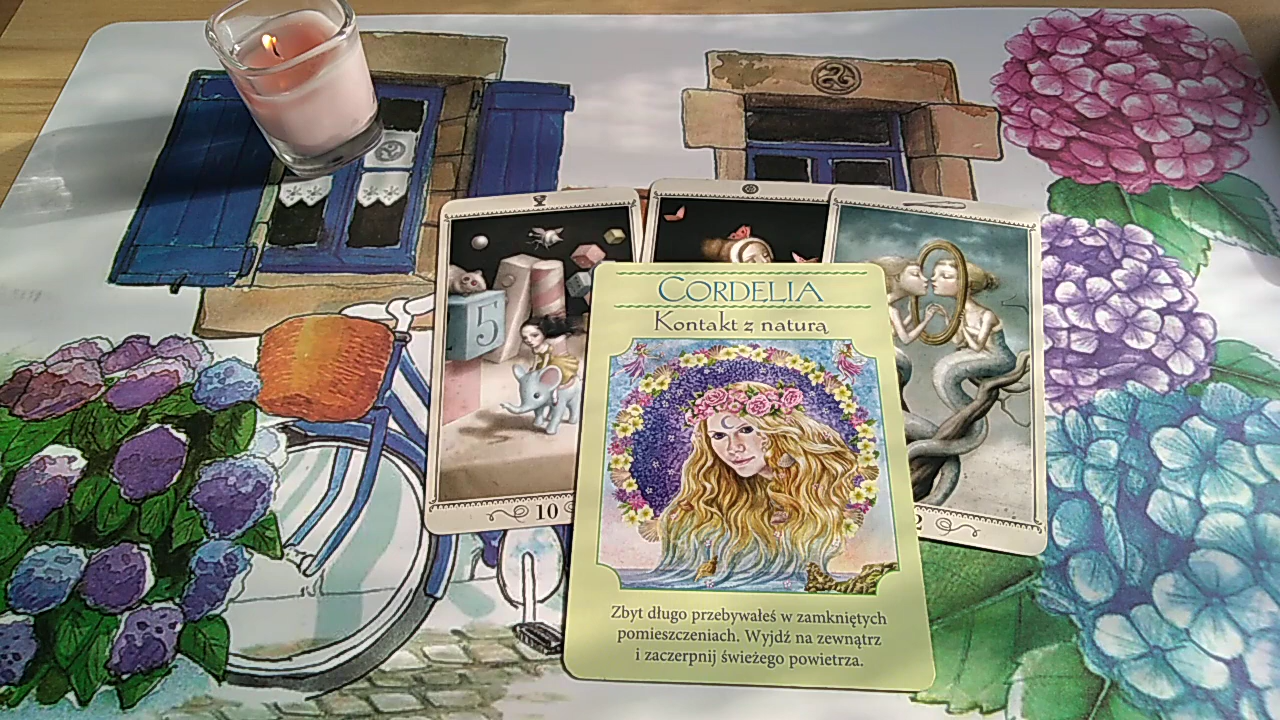 5
10
2
CORDELIA
Kontakt z naturą
Zbyt długo przebywałeś w zamkniętych
pomieszczeniach. Wyjdź na zewnątrz
i zaczerpnij świeżego powietrza.